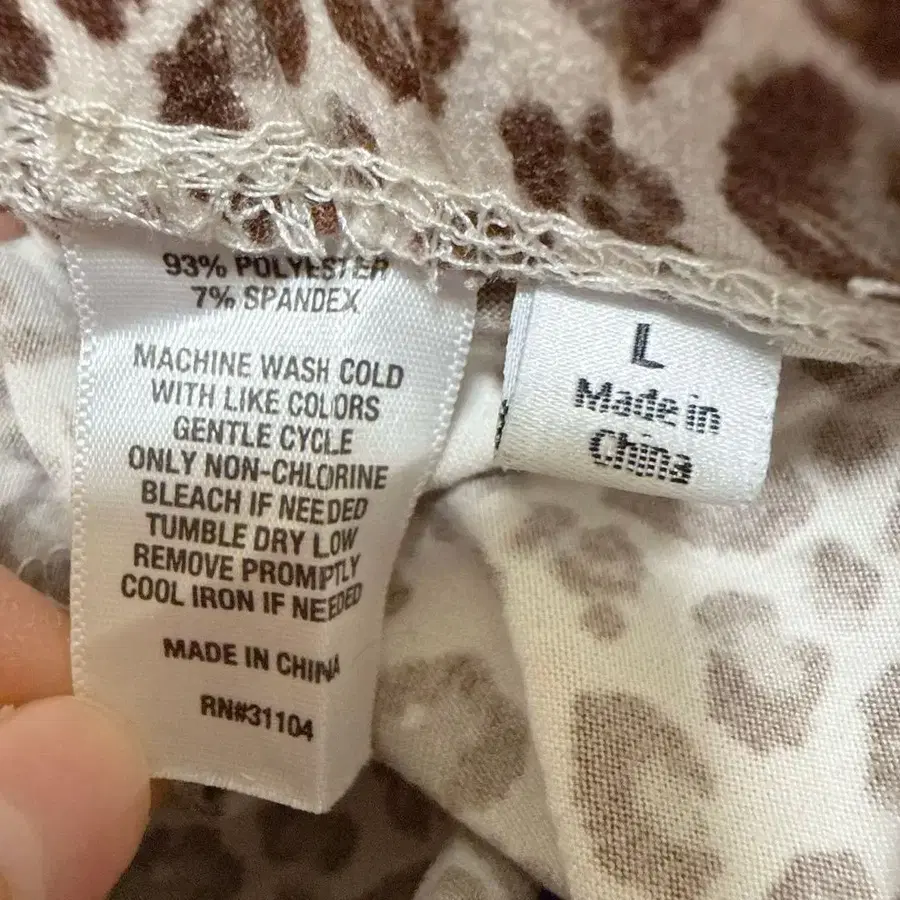 93% POLYESTER
7% SPANDEX
MACHINE WASH COLD
WITH LIKE COLORS
GENTLE CYCLE
ONLY NON-CHLORINE
BLEACH IF NEEDED
TUMBLE DRY LOW
REMOVE PROMPTLY
COOL IRON IF NEEDED
MADE IN CHINA
RN#31104
L
Made in
China